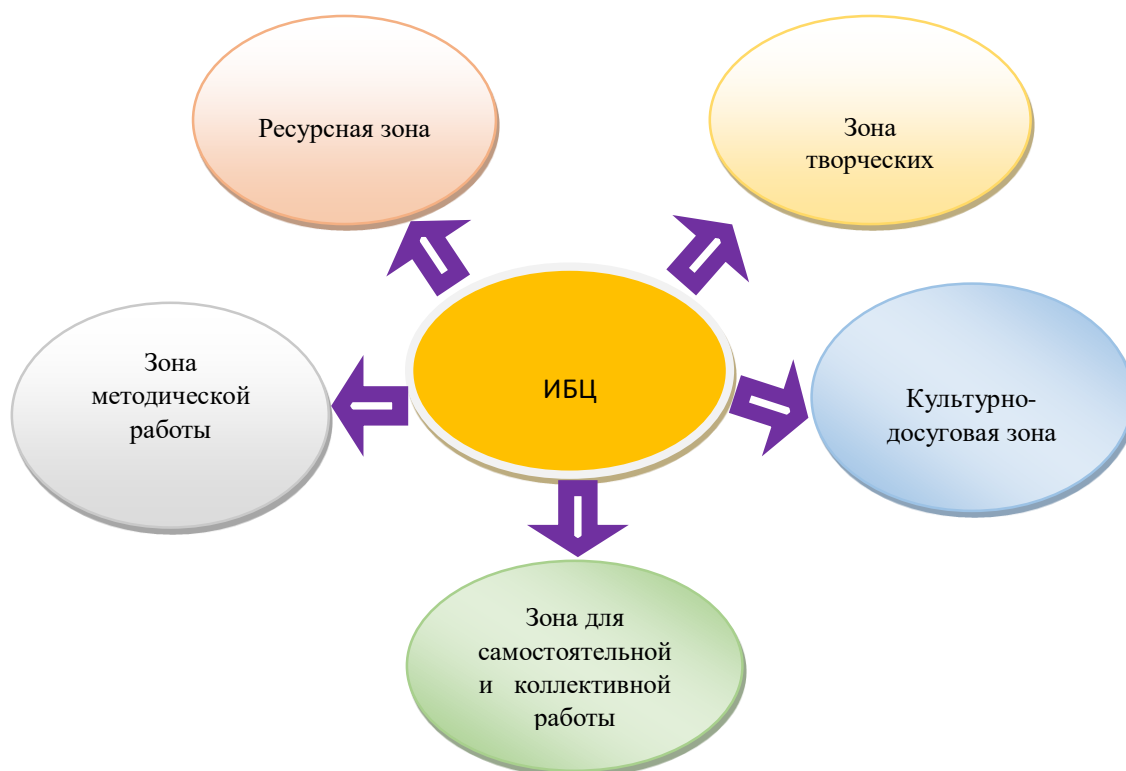 Ресурсная зона
Зона
творческих
Зона
методической
работы
ИБЦ
Культурно-
досуговая зона
Зона для
самостоятельной
и коллективной
работы